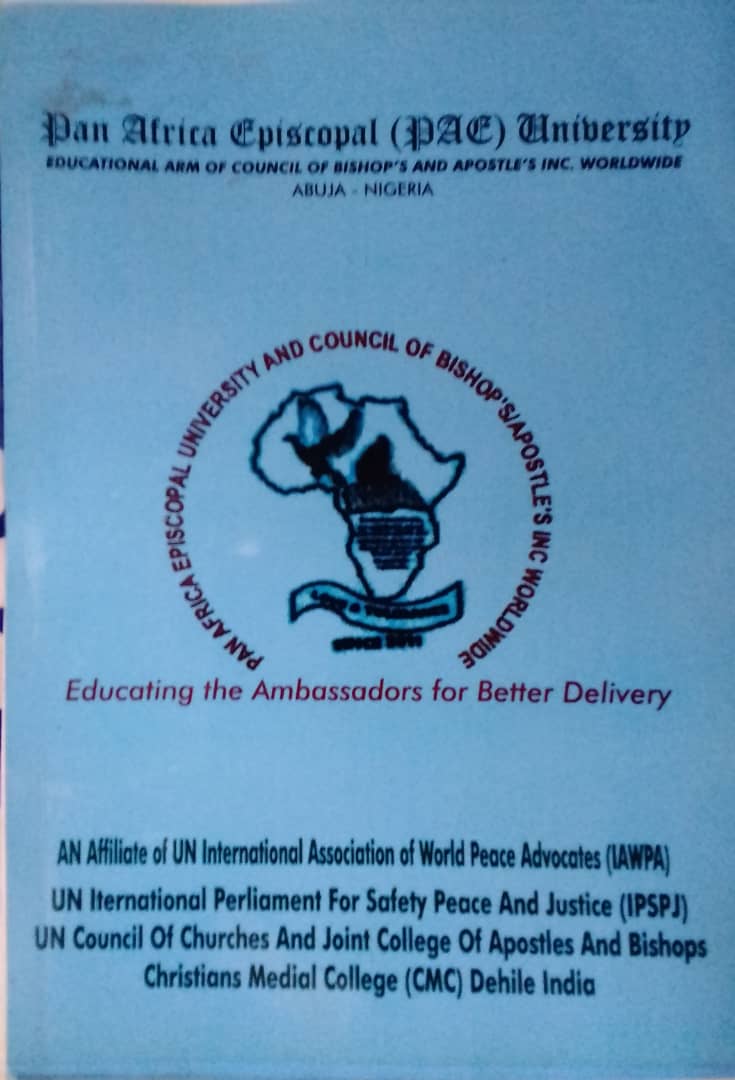 Pan Africa Episcopal (PAE) University
EDUCATIONAL ARM OF COUNCIL OF BISHOP'S AND APOSTLE'S INC. WORLDWIDE
ABUJA - NIGERIA
PAN AFRICA EPISCOPAL UNIVERSITY AND COUNCIL OF BISHOP'S/APOSTLE'S INC WORLDWIDE
SINCE
Educating the Ambassadors for Better Delivery
AN Affiliate of UN International Association of World Peace Advocates (IAWPA)
UN Iternational Perliament For Safety Peace And Justice (IPSPJ)
UN Council Of Churches And Joint College Of Apostles And Bishops
Christians Medial College (CMC) Dehile India